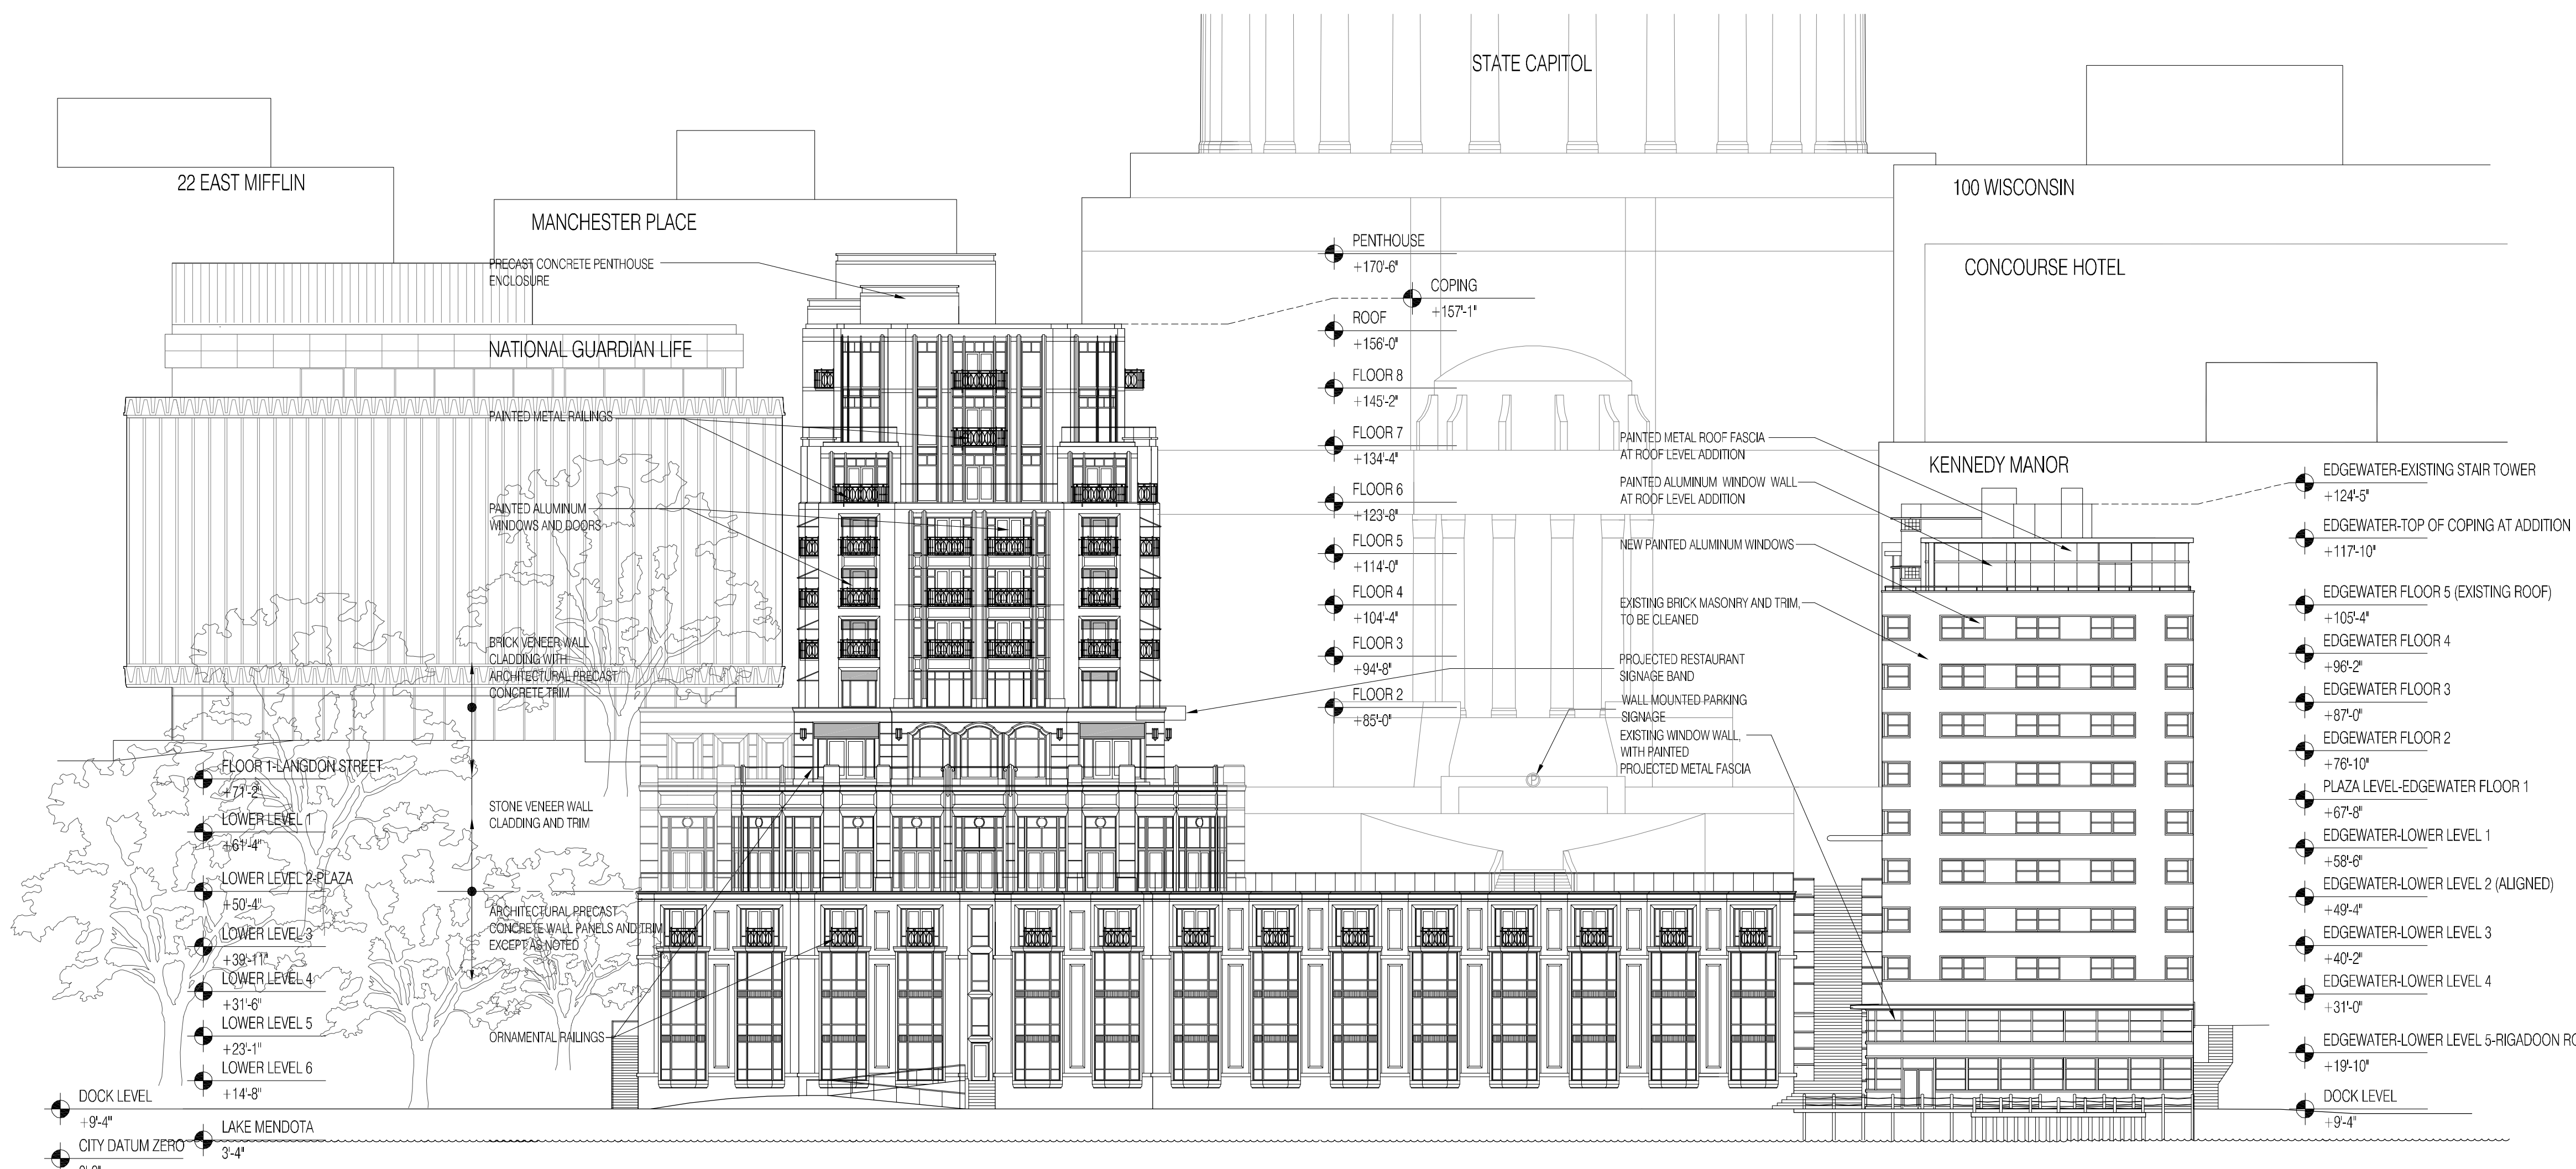 STATE CAPITOL
22 EAST MIFFLIN
100 WISCONSIN
MANCHESTER PLACE
PENTHOUSE
+170'-6"
PRECAST CONCRETE PENTHOUSE
ENCLOSURE
CONCOURSE HOTEL
COPING
+157'-1"
ROOF
+156'-0"
NATIONAL GUARDIAN LIFE
FLOOR 8
+145'-2"
PAINTED METAL RAILINGS
FLOOR 7
+134'-4"
FLOOR 6
+123'-8"
PAINTED ALUMINUM
WINDOWS AND DOORS
FLOOR 5
+114'-0"
FLOOR 4
+104'-4"
FLOOR 3
+94'-8"
FLOOR 2
+85'-0"
BRICK VENEER WALL
CLADDING WITH
ARCHITECTURAL PRECAST
CONCRETE TRIM
PAINTED METAL ROOF FASCIA
AT ROOF LEVEL ADDITION
PAINTED ALUMINUM WINDOW WALL
AT ROOF LEVEL ADDITION
NEW PAINTED ALUMINUM WINDOWS
EXISTING BRICK MASONRY AND TRIM,
TO BE CLEANED
PROJECTED RESTAURANT
SIGNAGE BAND
WALL MOUNTED PARKING
SIGNAGE
EXISTING WINDOW WALL,
WITH PAINTED
PROJECTED METAL FASCIA
P
KENNEDY MANOR
EDGEWATER-EXISTING STAIR TOWER
+124'-5"
EDGEWATER-TOP OF COPING AT ADDITION
+117'-10"
EDGEWATER FLOOR 5 (EXISTING ROOF)
+105'-4"
EDGEWATER FLOOR 4
+96'-2"
EDGEWATER FLOOR 3
+87'-0"
EDGEWATER FLOOR 2
+76'-10"
PLAZA LEVEL-EDGEWATER FLOOR 1
+67'-8"
EDGEWATER-LOWER LEVEL 1
+58'-6"
EDGEWATER-LOWER LEVEL 2 (ALIGNED)
+49'-4"
EDGEWATER-LOWER LEVEL 3
+40'-2"
EDGEWATER-LOWER LEVEL 4
+31'-0"
EDGEWATER-LOWER LEVEL 5-RIGADOON RO
+19'-10"
DOCK LEVEL
+9'-4"
FLOOR 1-LANGDON STREET
+71'-2"
LOWER LEVEL 1
+61'-4"
LOWER LEVEL 2-PLAZA
+50'-4"
LOWER LEVEL 3
+39'-11"
LOWER LEVEL 4
+31'-6"
LOWER LEVEL 5
+23'-1"
LOWER LEVEL 6
+14'-8"
STONE VENEER WALL
CLADDING AND TRIM
ARCHITECTURAL PRECAST
CONCRETE WALL PANELS AND TRIM
EXCEPT AS NOTED
ORNAMENTAL RAILINGS
DOCK LEVEL
+9'-4"
LAKE MENDOTA
3'-4"
CITY DATUM ZERO